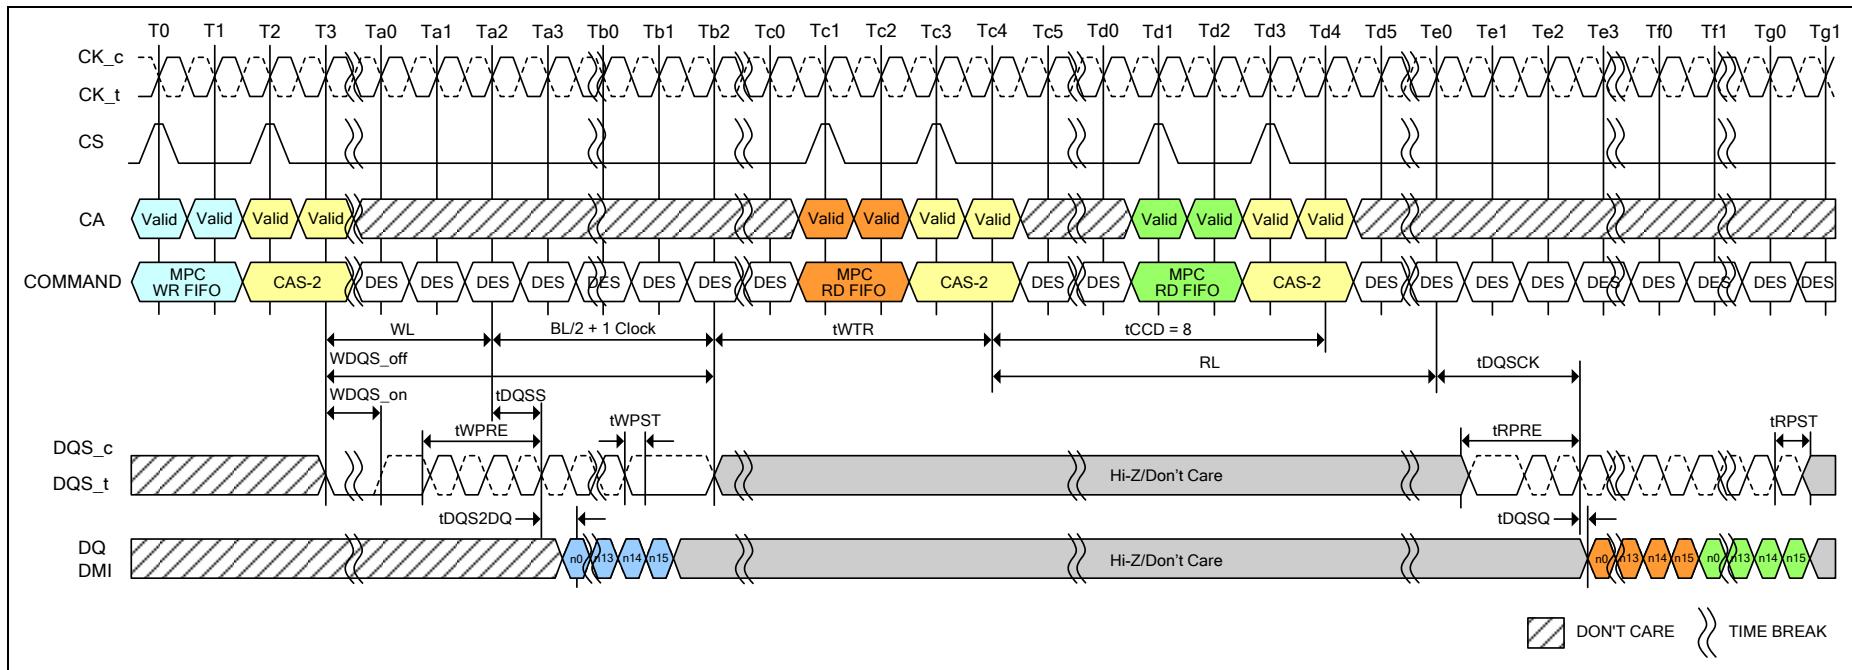 T0 T1 T2 T3 Ta0 Ta1 Ta2 Ta3 Tb0 Tb1 Tb2 Tc0 Tc1 Tc2 Tc3 Tc4 Tc5 Td0 Td1 Td2 Td3 Td4 Td5 Te0 Te1 Te2 Te3 Tf0 Tf1 Tg0 Tg1
CK_c
CK_t
CS
CA Valid Valid Valid Valid Valid Valid Valid Valid Valid Valid Valid Valid
COMMAND MPC WR FIFO CAS-2 DES DES DES DES DES DES DES DES MPC RD FIFO CAS-2 DES DES MPC RD FIFO CAS-2 DES DES DES DES DES DES DES DES DES
WL BL/2 + 1 Clock tWTR tCCD = 8
WDQS_off RL tDQSCK
WDQS_on tDQSS
tWPST tRPST
tWPRE tRPRE
DQS_c
DQS_t Hi-Z/Don't Care
tDQS2DQ tDQSQ
DQ
DMI n0 n13 n14 n15 Hi-Z/Don't Care n0 n13 n14 n15 n0 n13 n14 n15
DON'T CARE TIME BREAK